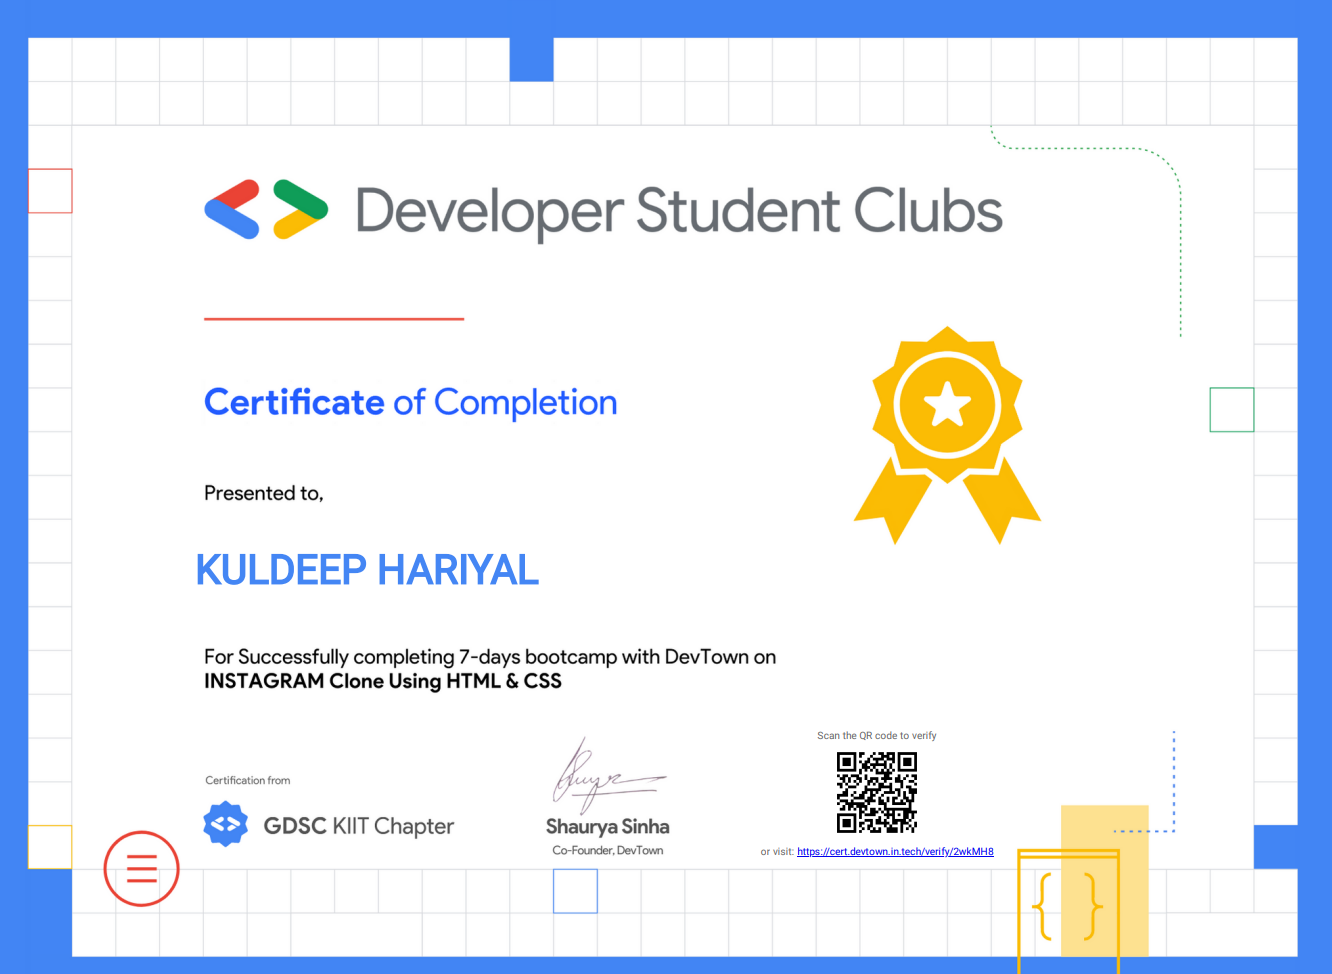 Developer Student Clubs
Certificate of Completion
Presented to,
KULDEEP HARIYAL
For Successfully completing 7-days bootcamp with DevTown on
INSTAGRAM Clone Using HTML & CSS
Certification from
GDSC KIIT Chapter
Shaurya Sinha
Co-Founder, DevTown
Scan the QR code to verify
or visit: https://cert.devtown.in.tech/verify/2wkMH8